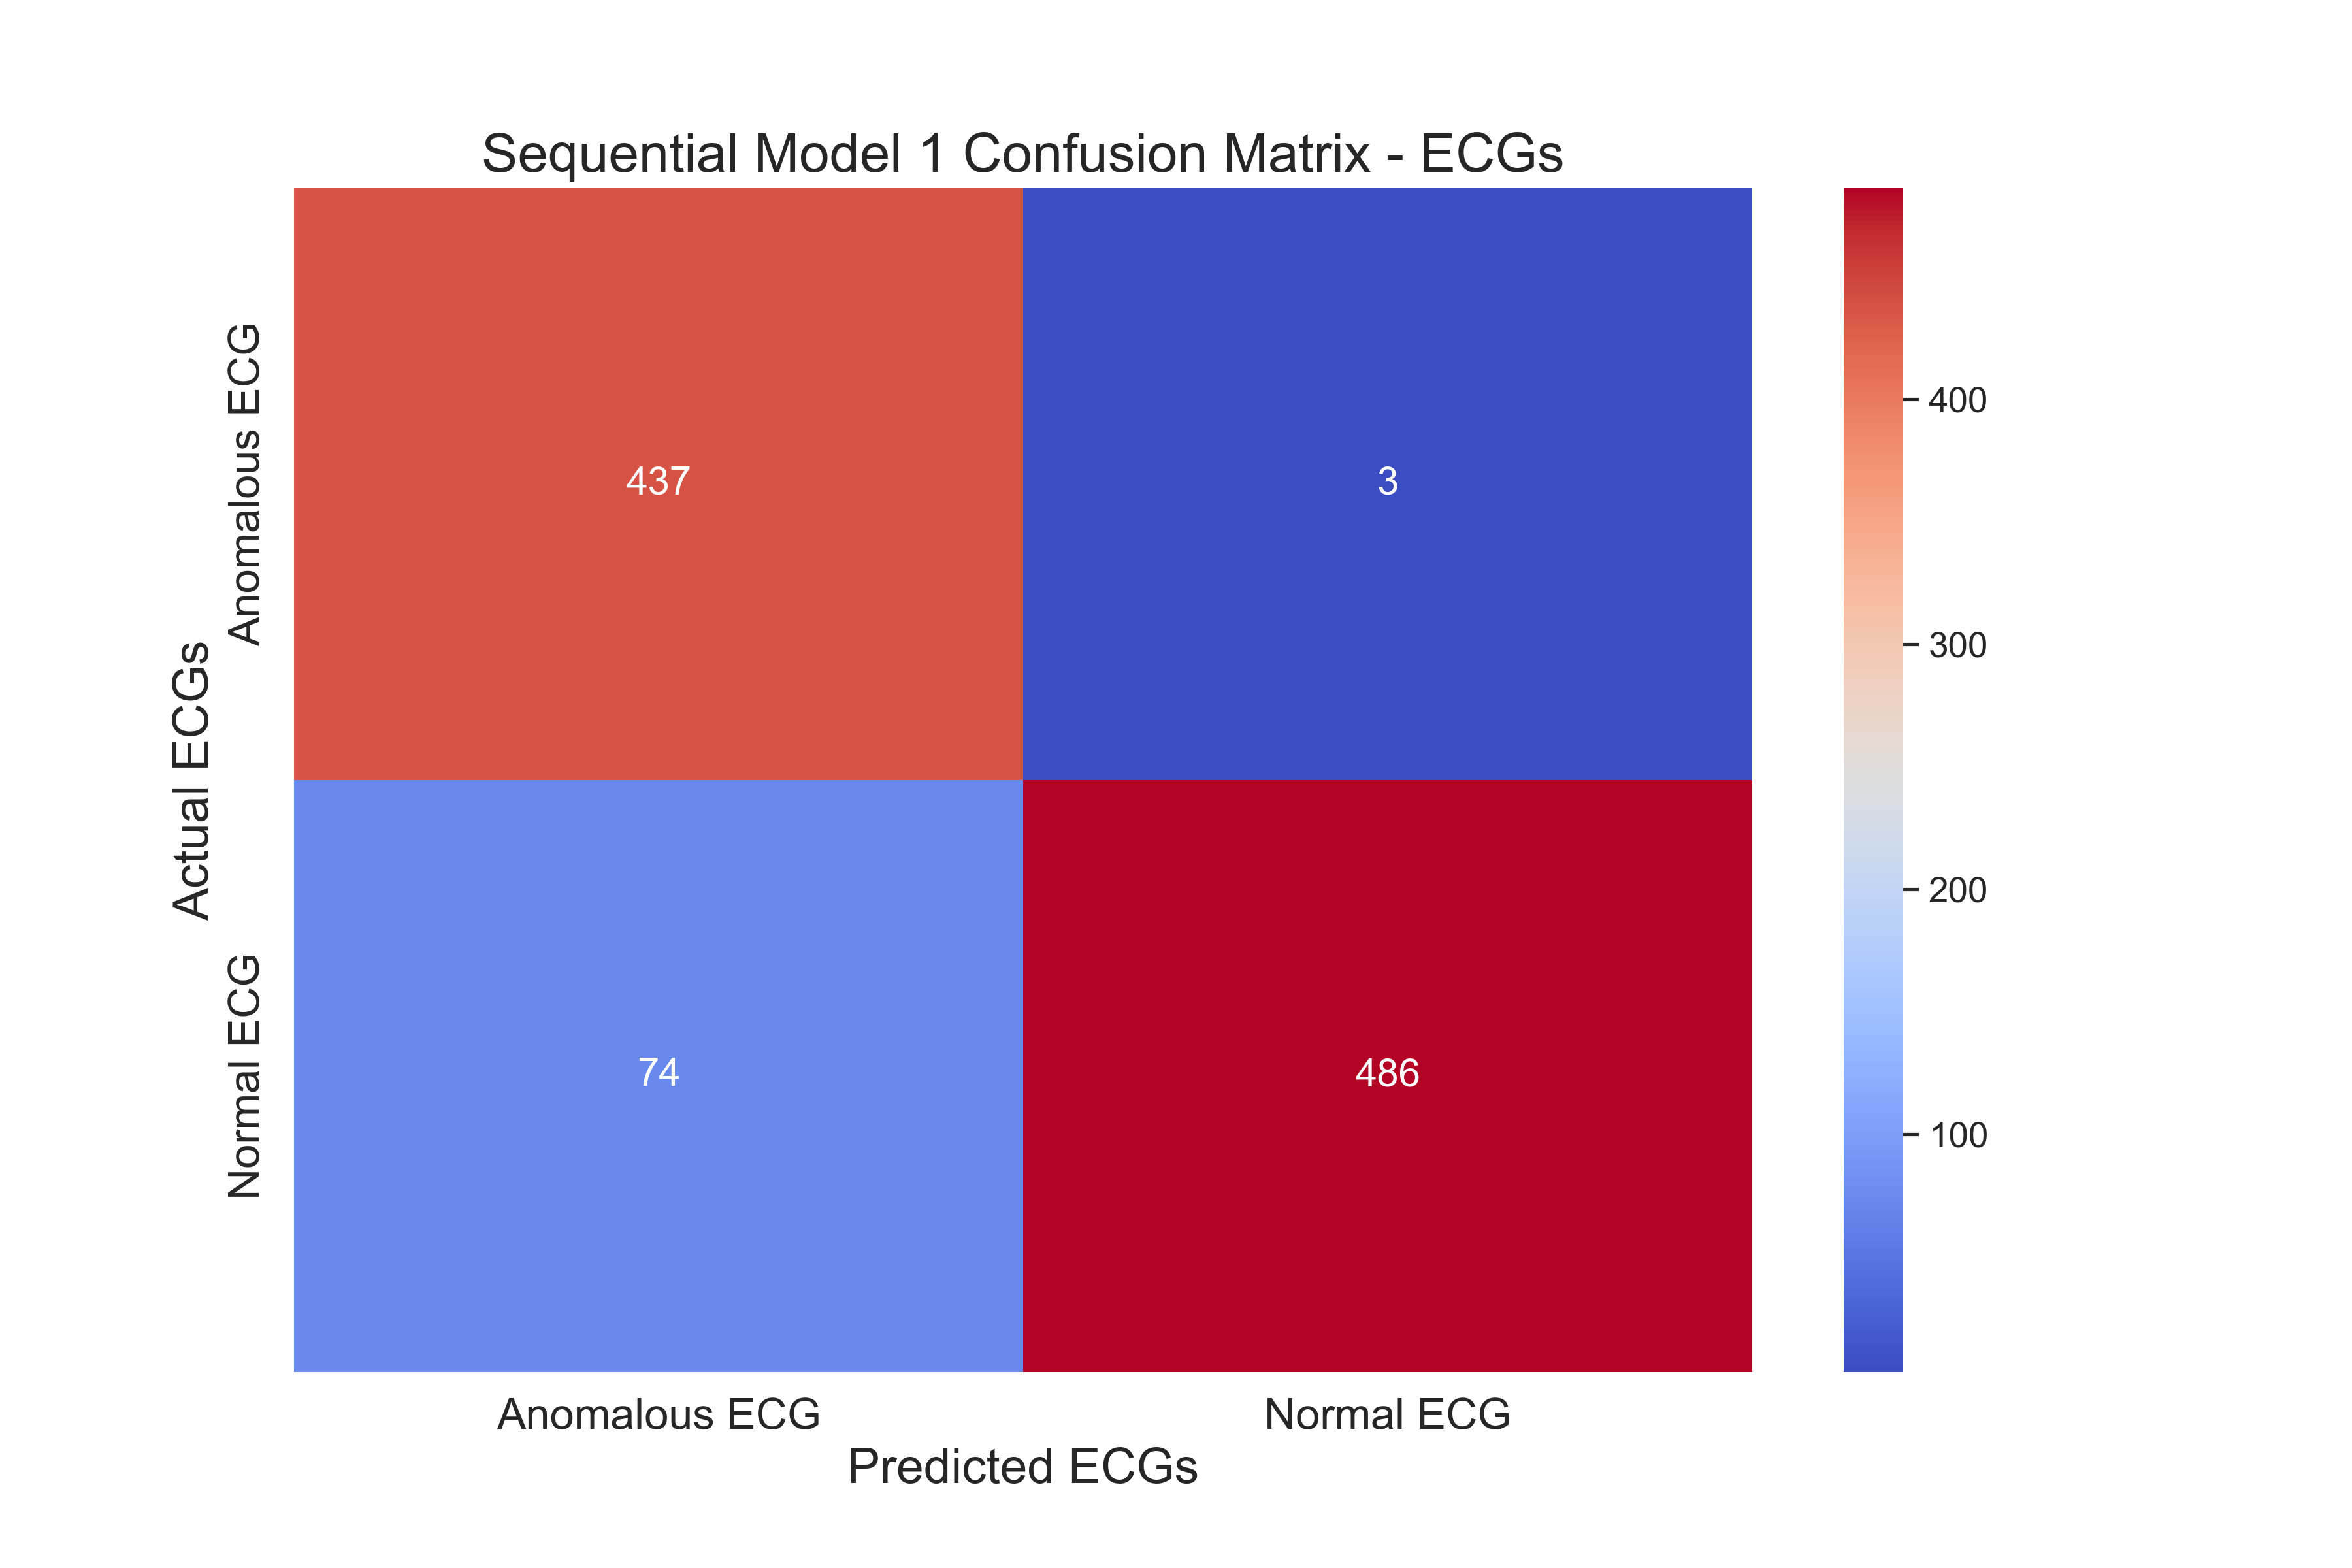 Sequential Model 1 Confusion Matrix - ECGs
Actual ECGs
Anomalous ECG
Normal ECG
437
3
74
486
Anomalous ECG
Normal ECG
Predicted ECGs
400
300
200
100